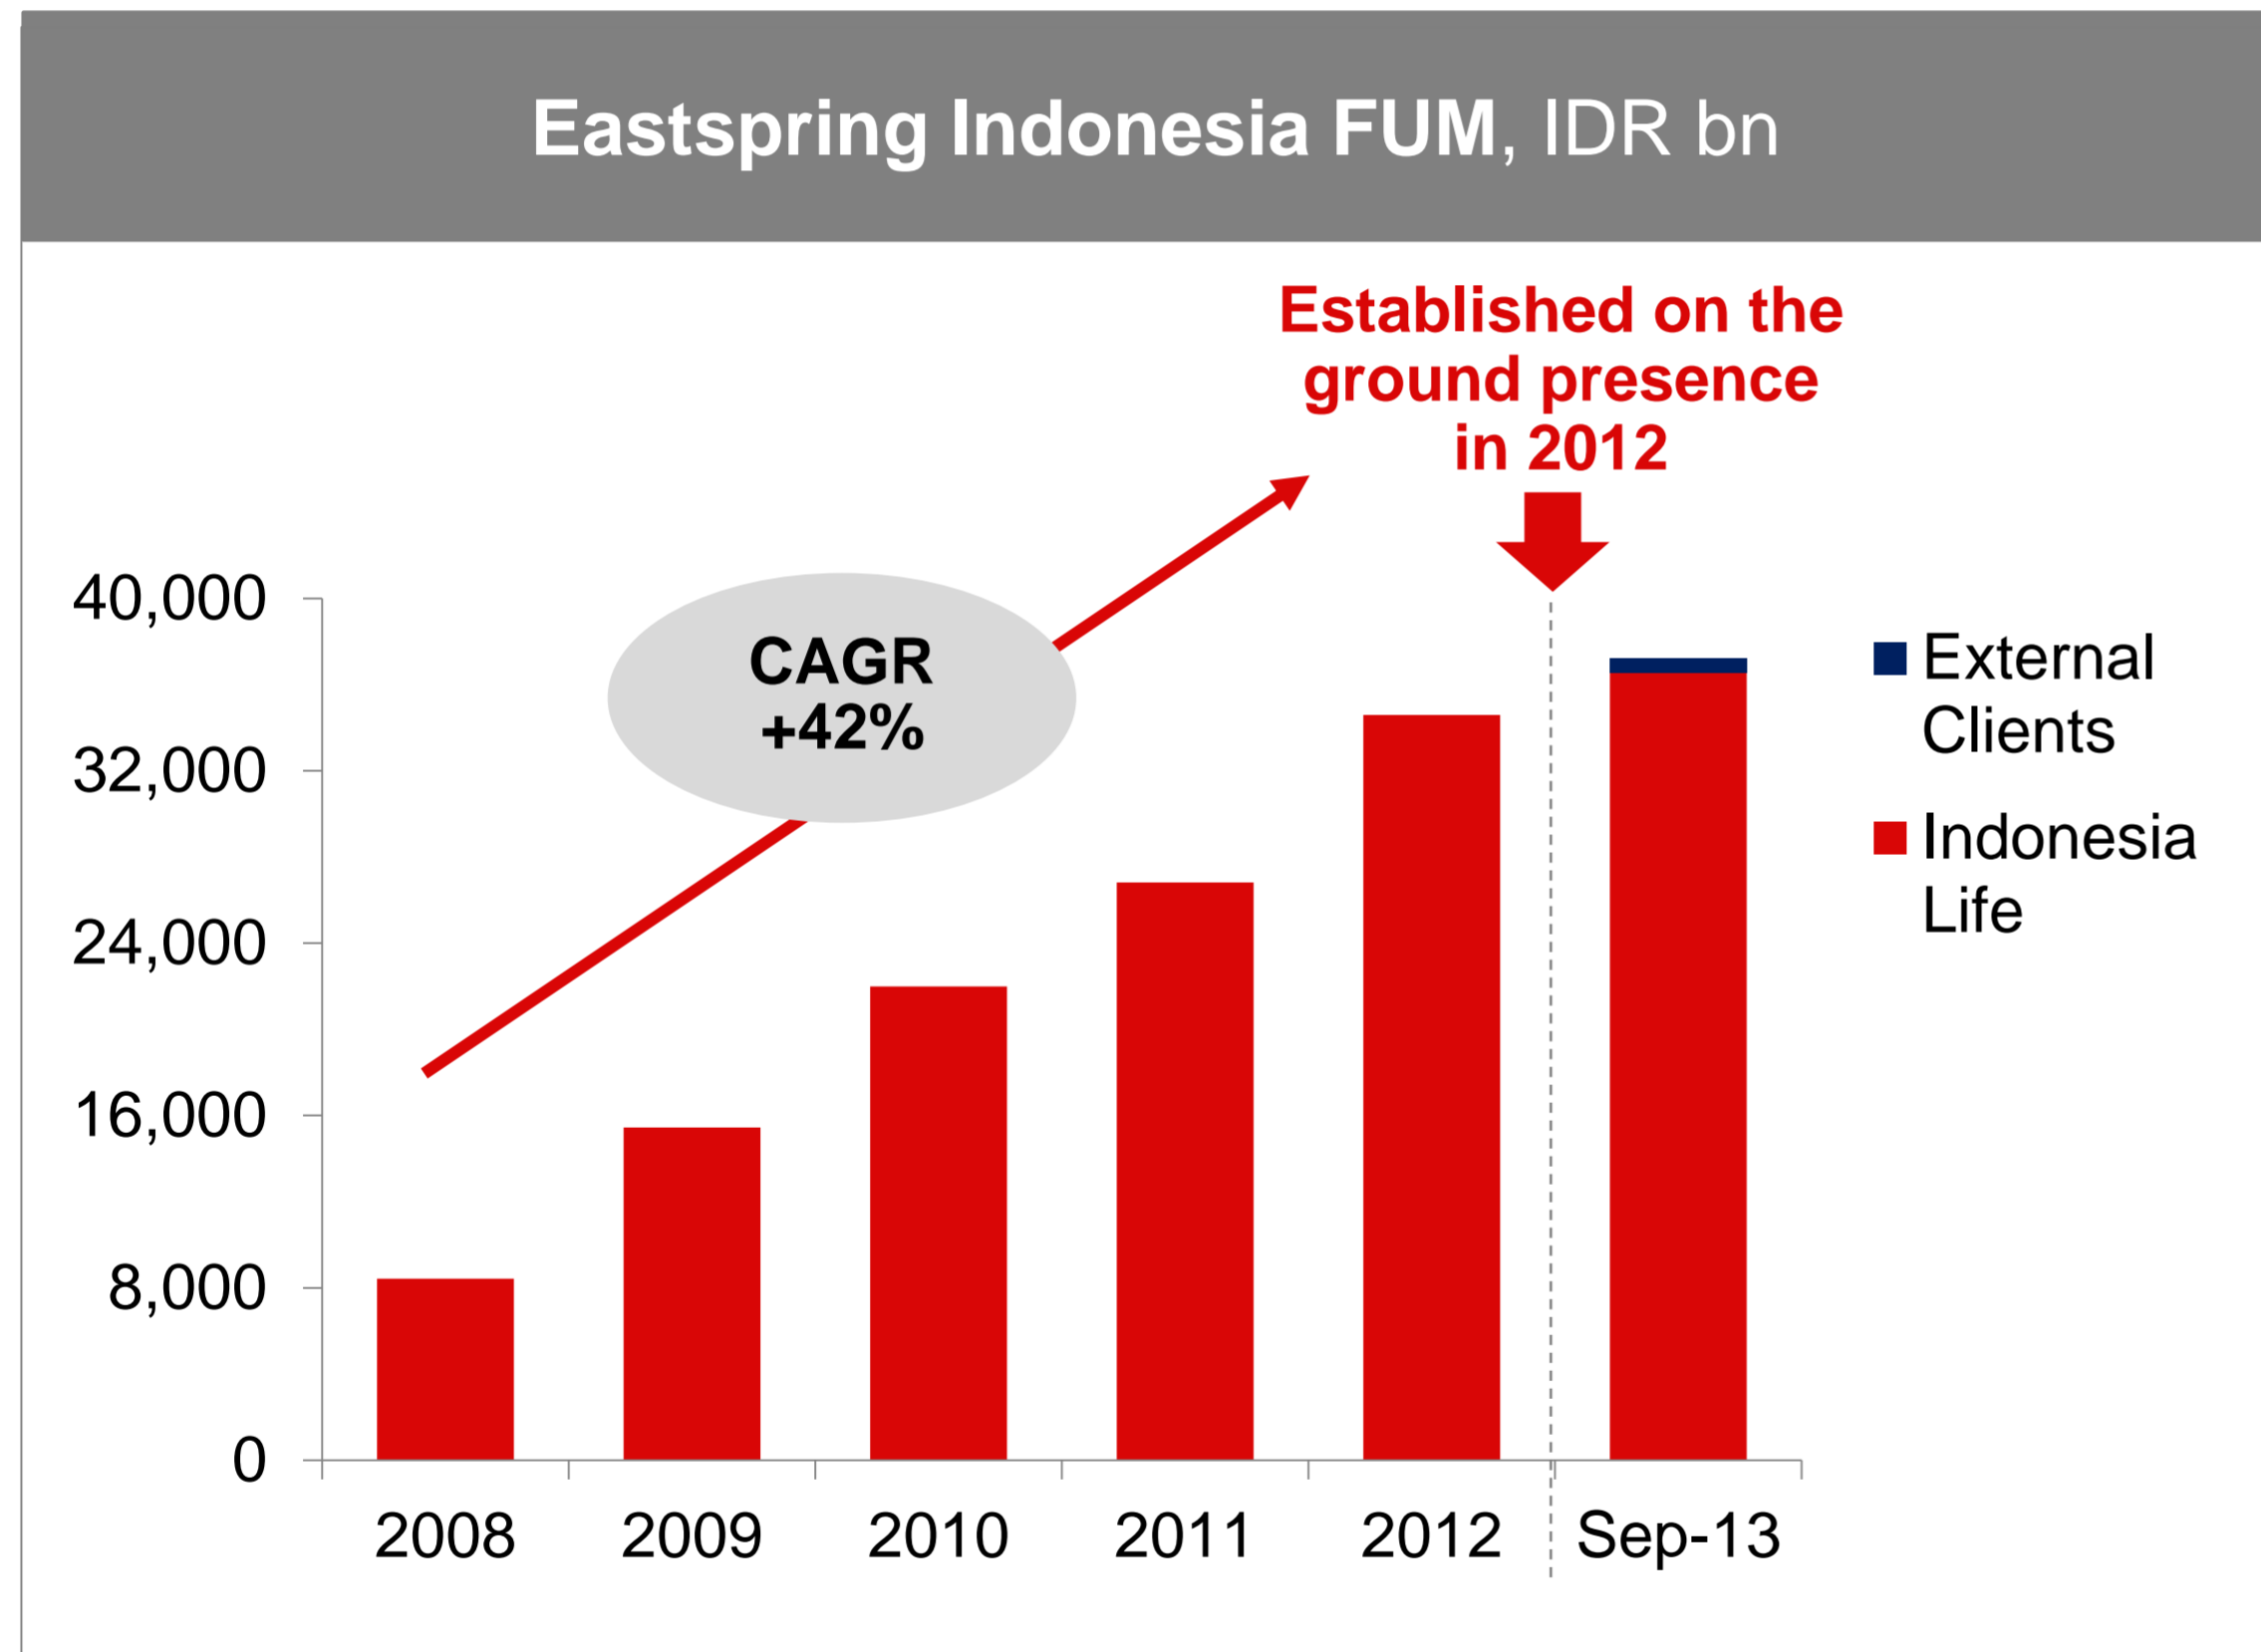 Eastspring Indonesia FUM, IDR bn
Established on the
ground presence
in 2012
CAGR
+42%
40,000
32,000
24,000
16,000
8,000
0
2008
2009
2010
2011
2012
Sep-13
External
Clients
Indonesia
Life